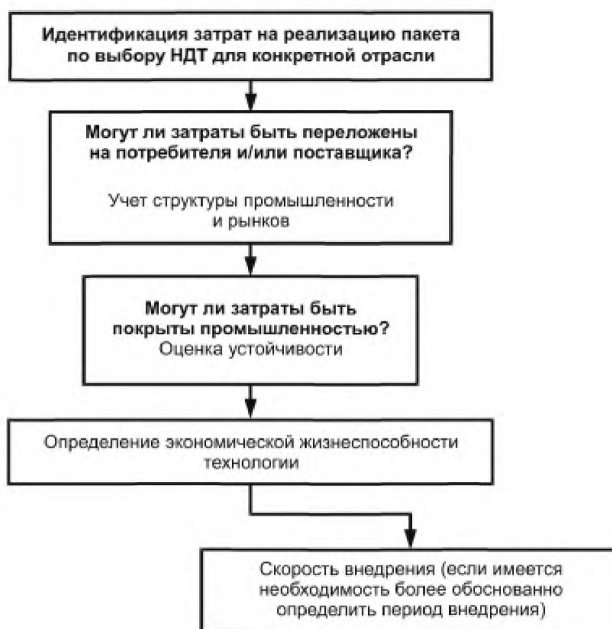 Идентификация затрат на реализацию пакета
по выбору НДТ для конкретной отрасли
Могут ли затраты быть переложены
на потребителя и/или поставщика?
Учет структуры промышленности
и рынков
Могут ли затраты быть
покрыты промышленностью?
Оценка устойчивости
Определение экономической жизнеспособности
технологии
Скорость внедрения (если имеется
необходимость более обоснованно
определить период внедрения)